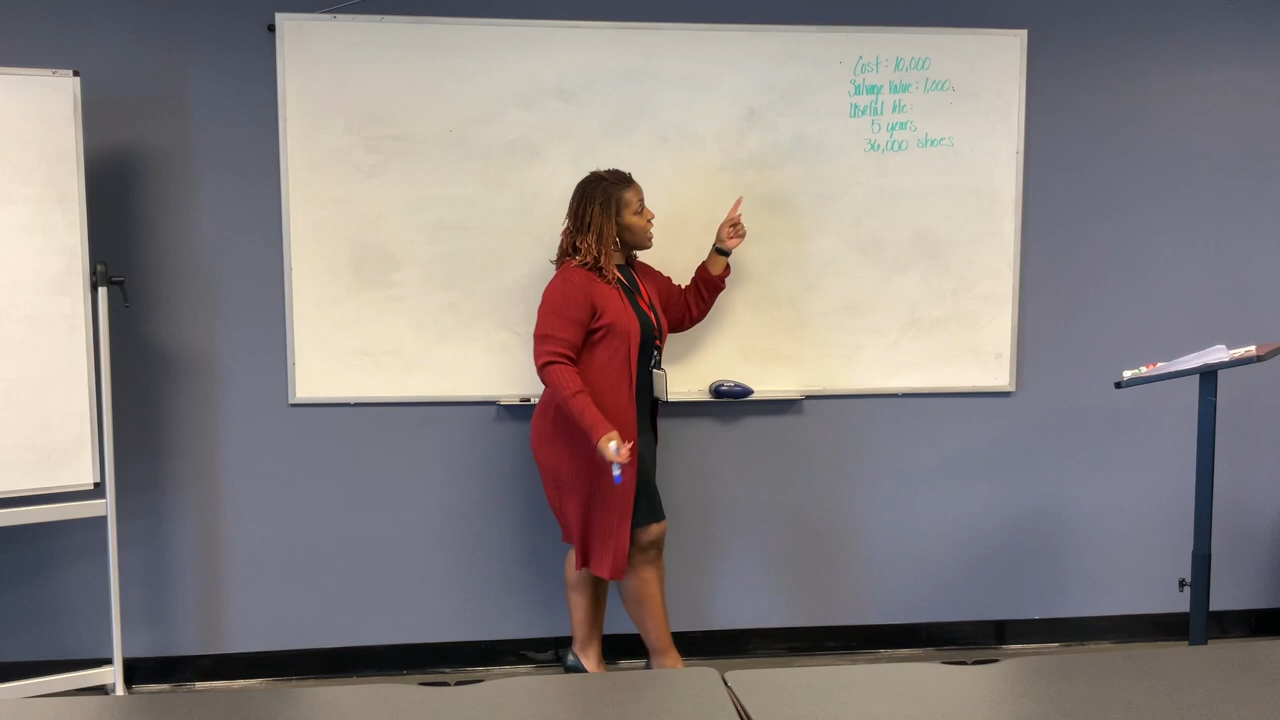 Cost: 10,000
Salvage Value: 1,000
Useful life:
5 years
36,000 shoes